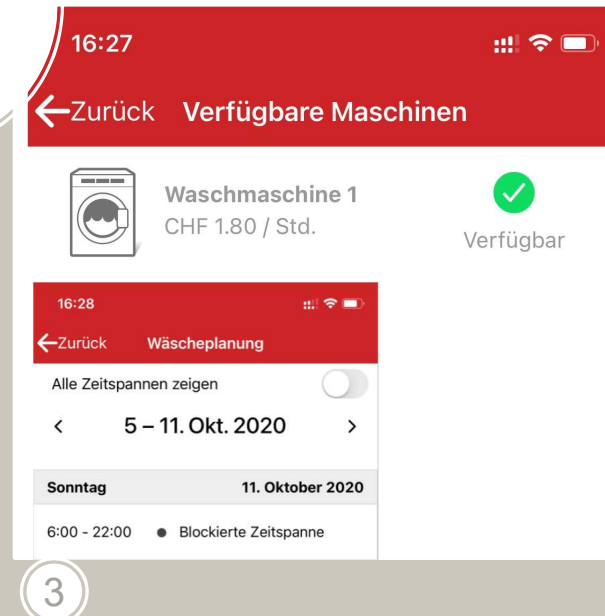 16:27
Zurück Verfügbare Maschinen
Waschmaschine 1
CHF 1.80 / Std.
Verfügbar
16:28
Zurück Wäscheplanung
Alle Zeitspannen zeigen
5 – 11. Okt. 2020
Sonntag 11. Oktober 2020
6:00 - 22:00 ● Blockierte Zeitspanne
3